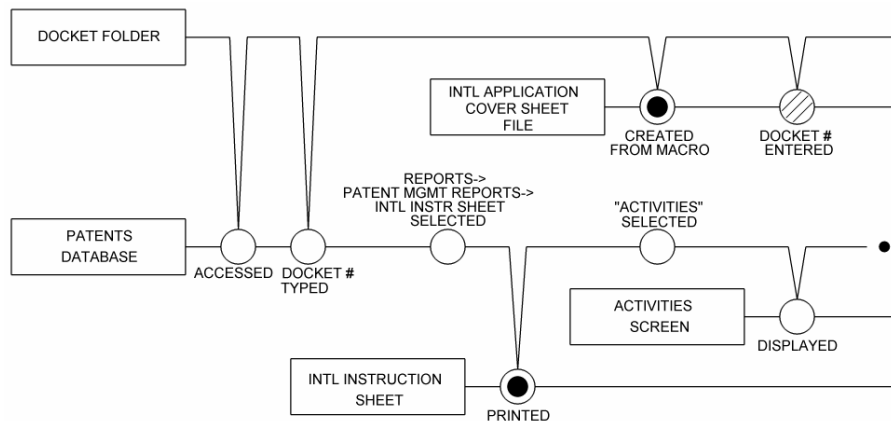 DOCKET FOLDER
INTL APPLICATION
COVER SHEET
FILE
CREATED
FROM MACRO
DOCKET #
ENTERED
REPORTS->
PATENT MGMT REPORTS->
INTL INSTR SHEET
SELECTED
"ACTIVITIES"
SELECTED
PATENTS
DATABASE
ACCESSED
DOCKET #
TYPED
ACTIVITIES
SCREEN
DISPLAYED
INTL INSTRUCTION
SHEET
PRINTED